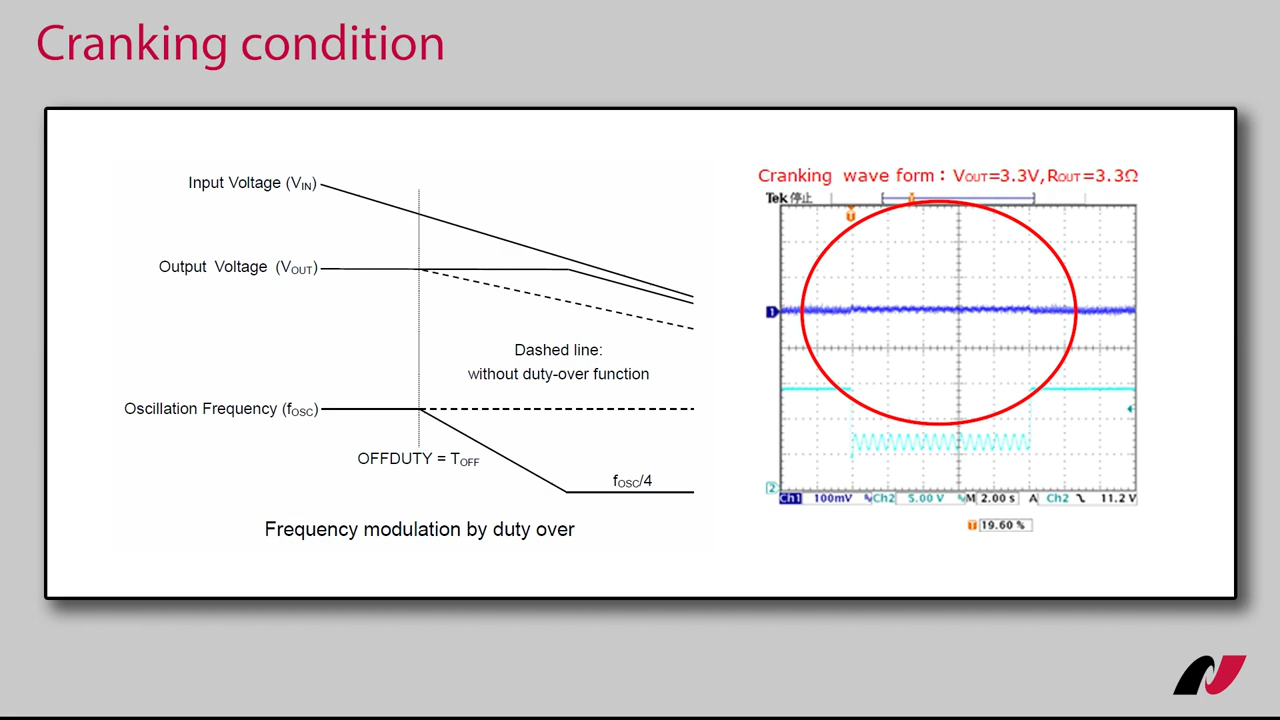 Cranking condition
Input Voltage (VIN)
Output Voltage (VOUT)
Dashed line:
without duty-over function
Oscillation Frequency (fOSC)
OFFDUTY = TOFF
fOSC/4
Frequency modulation by duty over
Cranking wave form : VOUT=3.3V, ROUT=3.3Ω
Tek 停止
T
T
1
2
Ch1 100mV Ch2 5.00 V M 2.00 s A Ch2 11.2 V
T 19.60 %